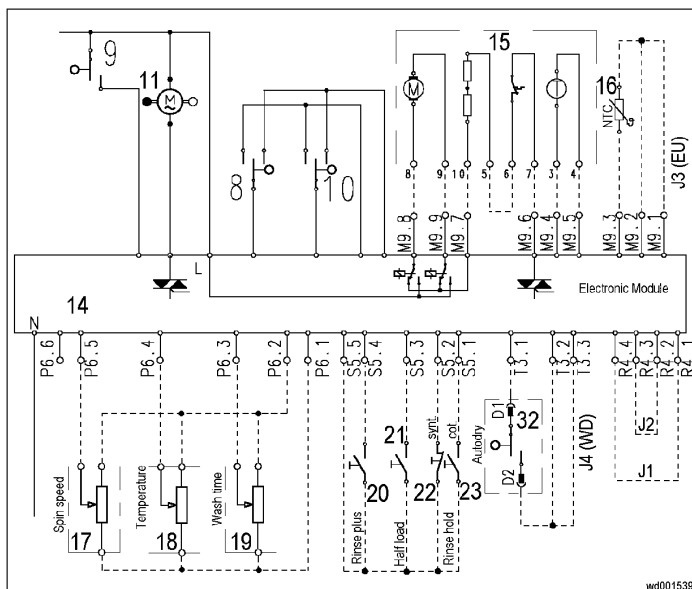 9
11
M
~
15
M
16
NTC
J3 (EU)
8
10
8
9
10
5
6
7
3
4
M9.8
M9.9
M9.7
M9.6
M9.4
M9.5
M9.3
M9.2
M9.1
L
Electronic Module
14
N
P6.6
P6.5
P6.4
P6.3
P6.2
P6.1
S5.5
S5.4
S5.3
S5.2
S5.1
T3.1
T3.2
T3.3
R4.4
R4.3
R4.2
R4.1
synt.
cot.
D1
32
Autodry
D2
J4 (WD)
J2
J1
21
20
22
23
Spin speed
17
Temperature
18
Wash time
19
Rinse plus
Half load
Rinse hold
wd001539